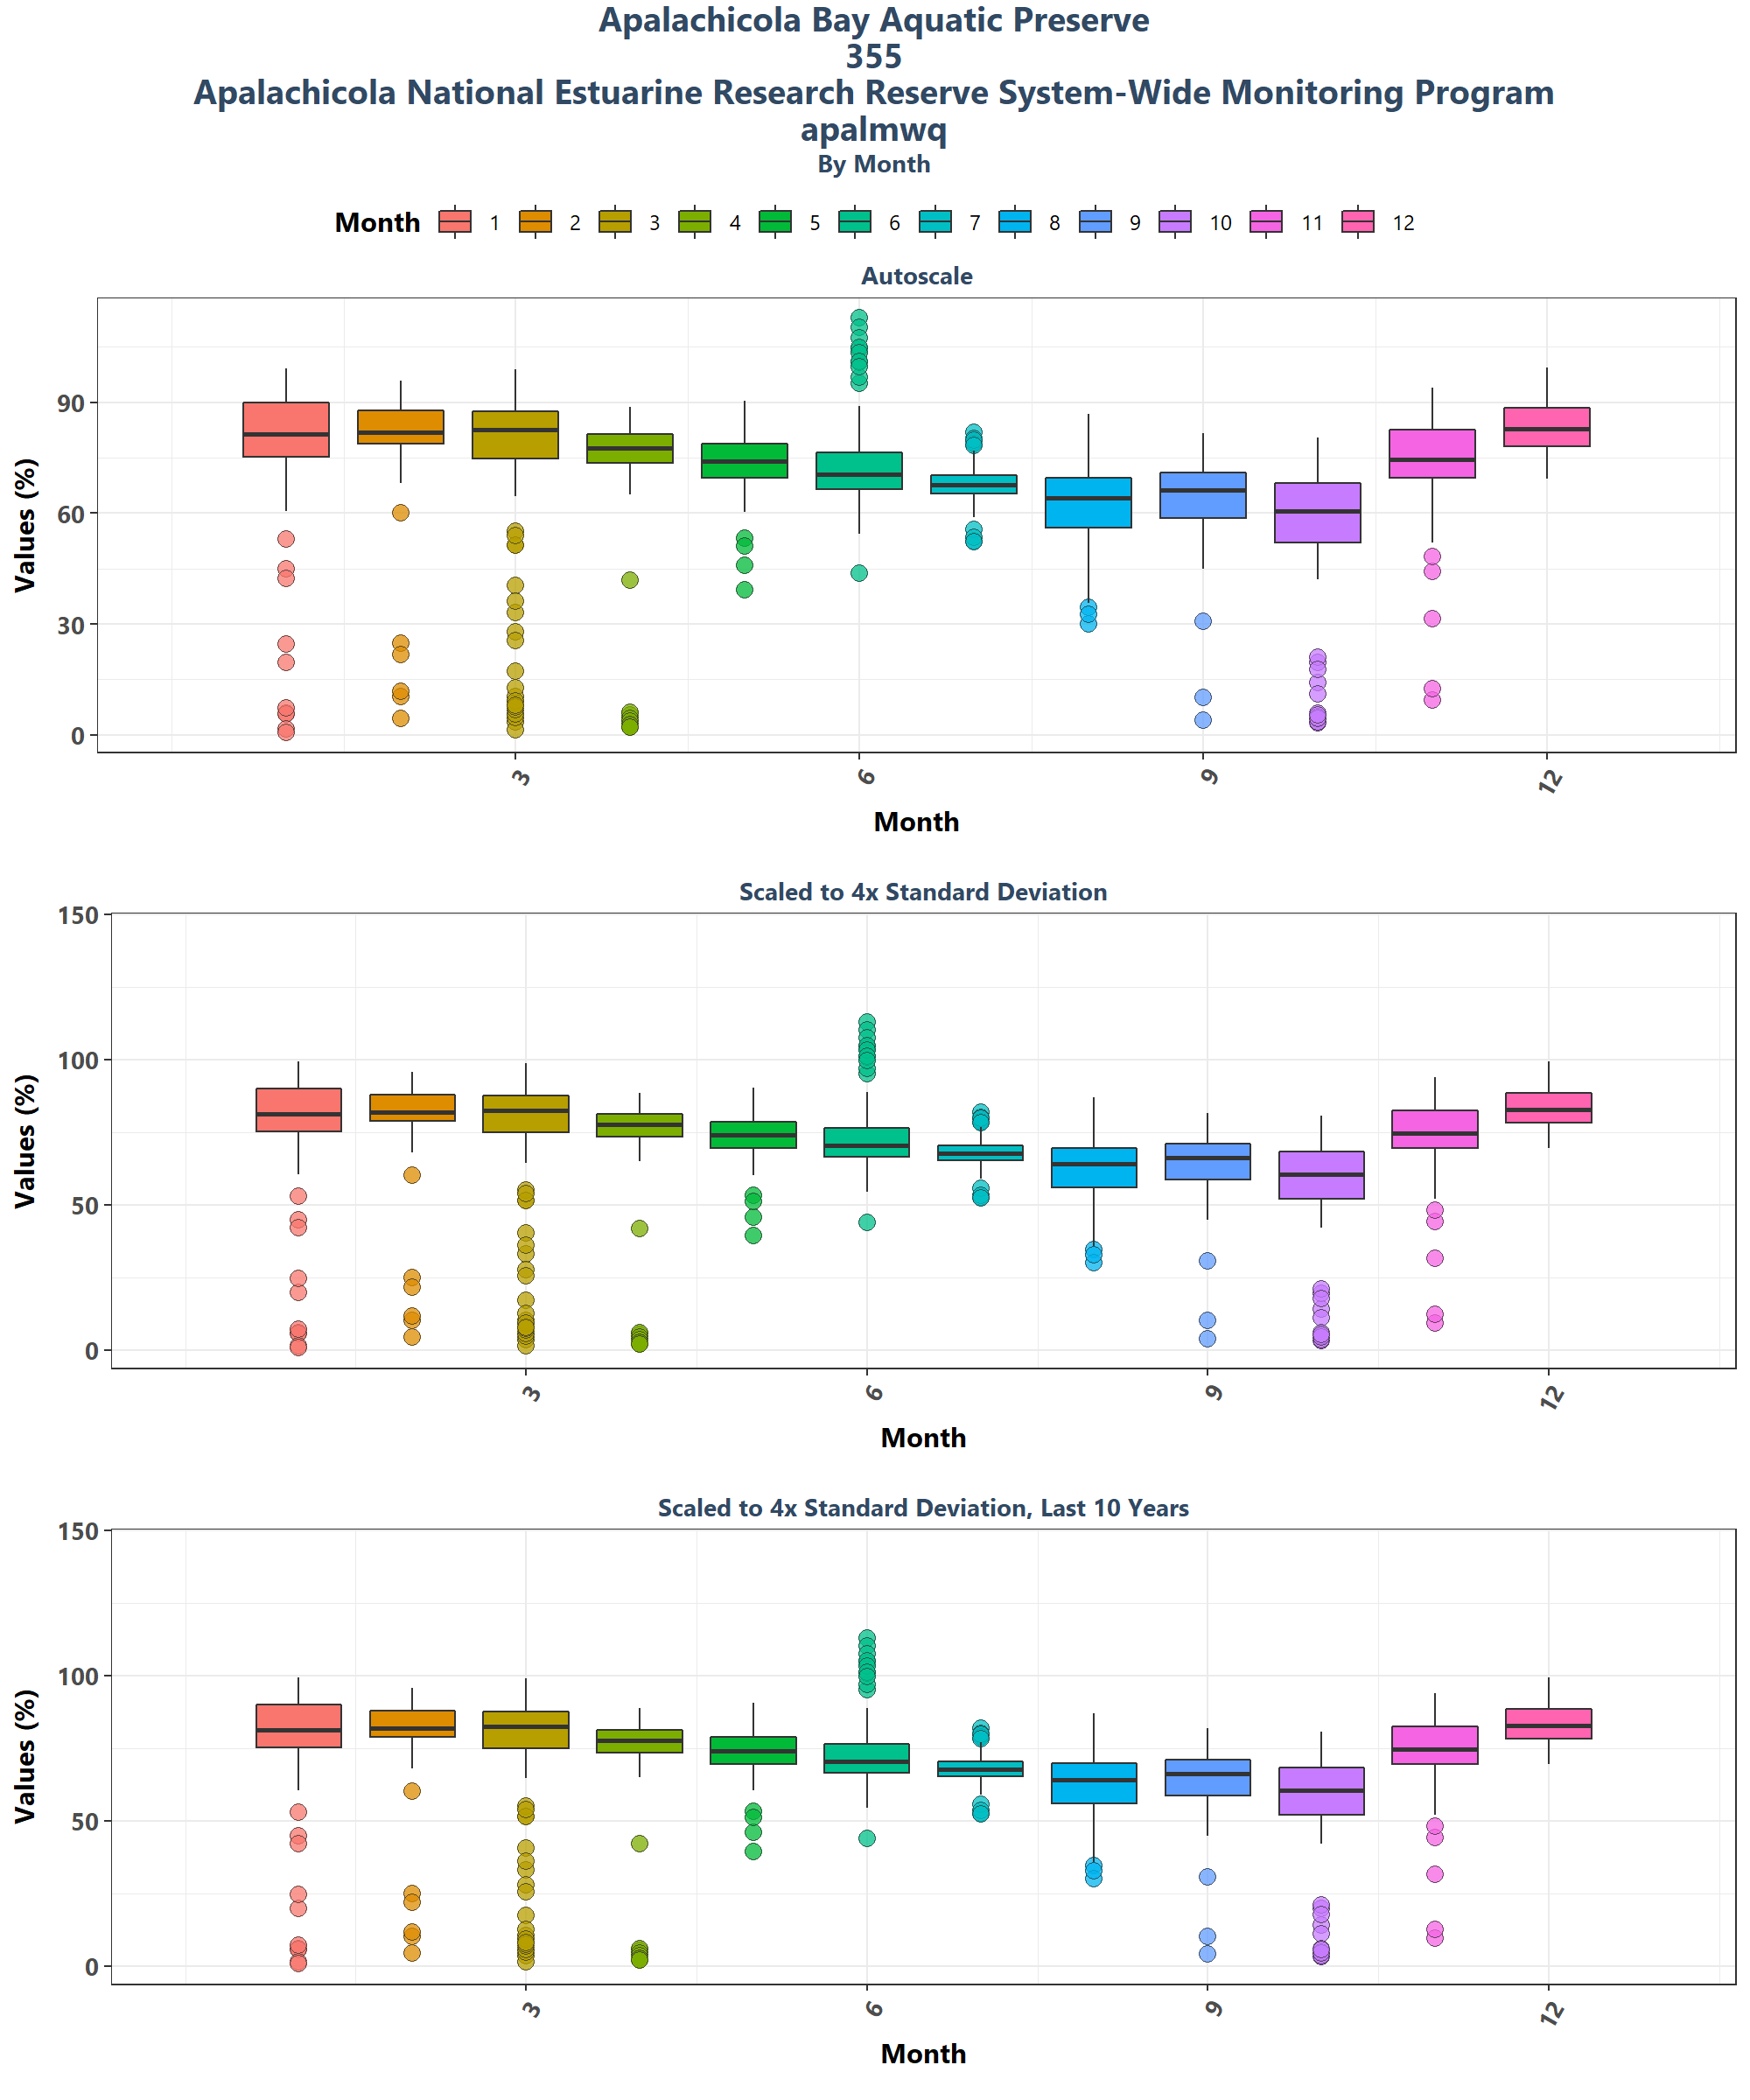 Apalachicola Bay Aquatic Preserve
355
Apalachicola National Estuarine Research Reserve System-Wide Monitoring Program
apalmwq
By Month
Month 1 2 3 4 5 6 7 8 9 10 11 12
Autoscale
Values (%)
90
60
30
0
3 6 9 12
Month
Scaled to 4x Standard Deviation
Values (%)
150
100
50
0
3 6 9 12
Month
Scaled to 4x Standard Deviation, Last 10 Years
Values (%)
150
100
50
0
3 6 9 12
Month